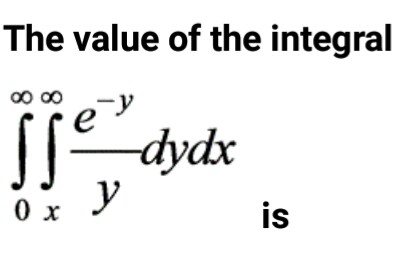 The value of the integral
∫₀^∞ ∫ₓ^∞ e^{-y}/y dydx is